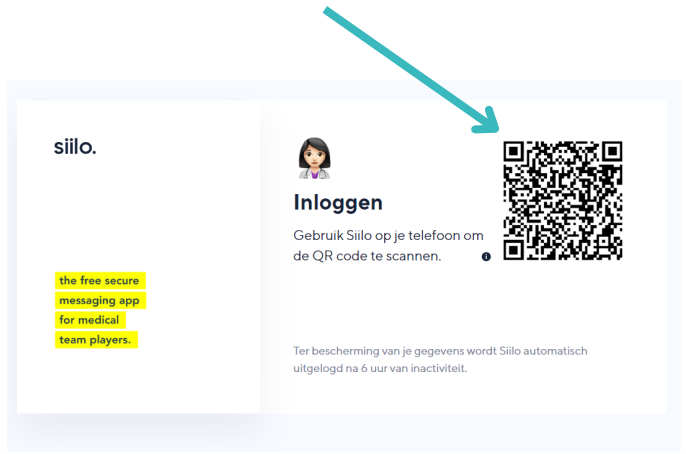 siilo.
the free secure
messaging app
for medical
team players.
Inloggen
Gebruik Siilo op je telefoon om
de QR code te scannen.
Ter bescherming van je gegevens wordt Siilo automatisch
uitgelogd na 6 uur van inactiviteit.